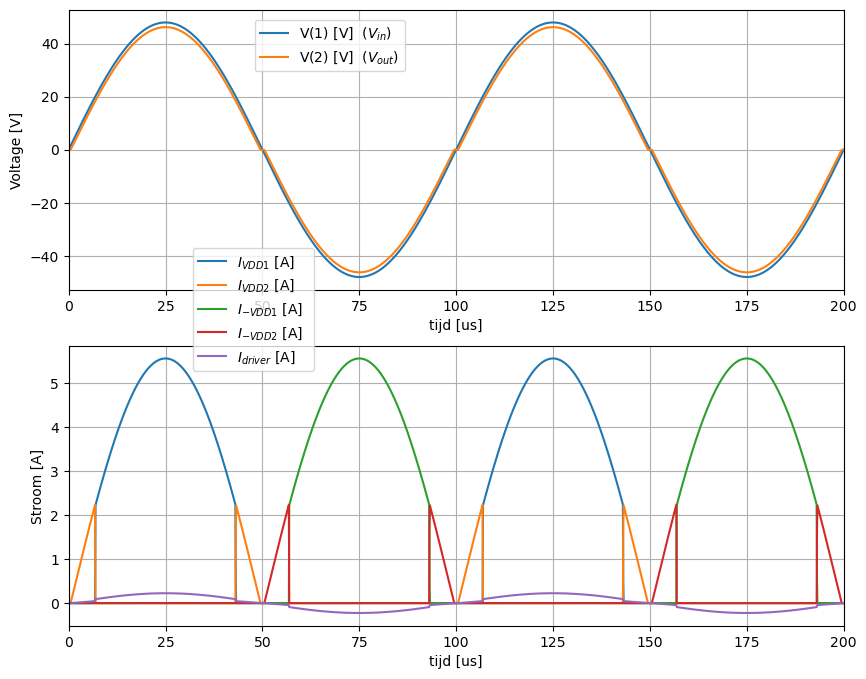 V(1) [V]  (V_in)
V(2) [V]  (V_out)
40
20
0
−20
−40
Voltage [V]
0 25 50 75 100 125 150 175 200
tijd [us]
I_VDD1 [A]
I_VDD2 [A]
I_−VDD1 [A]
I_−VDD2 [A]
I_driver [A]
5
4
3
2
1
0
Stroom [A]
0 25 50 75 100 125 150 175 200
tijd [us]